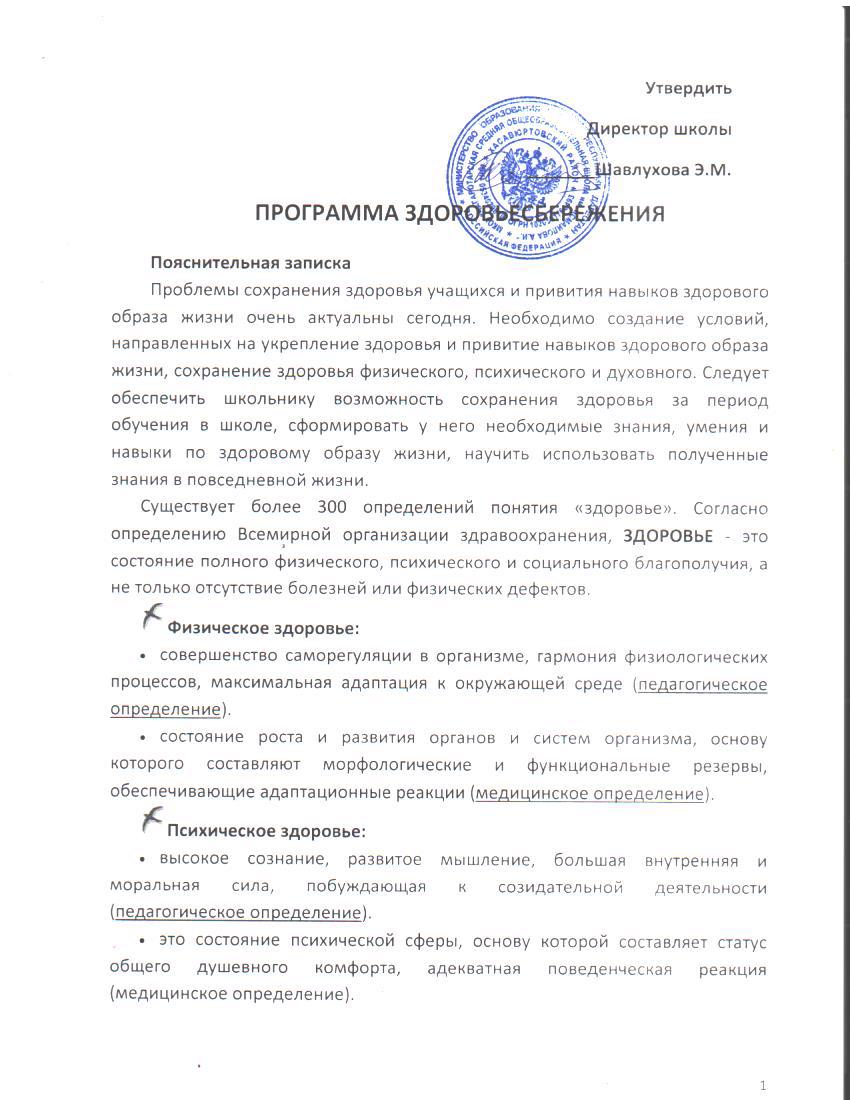 Утвердить
Директор школы
Шавлухова Э.М.
ПРОГРАММА ЗДОРОВЬЕСБЕРЕЖЕНИЯ
Пояснительная записка
Проблемы сохранения здоровья учащихся и привития навыков здорового
образа жизни очень актуальны сегодня. Необходимо создание условий,
направленных на укрепление здоровья и привитие навыков здорового образа
жизни, сохранение здоровья физического, психического и духовного. Следует
обеспечить школьнику возможность сохранения здоровья за период
обучения в школе, сформировать у него необходимые знания, умения и
навыки по здоровому образу жизни, научить использовать полученные
знания в повседневной жизни.
Существует более 300 определений понятия «здоровье». Согласно
определению Всемирной организации здравоохранения, ЗДОРОВЬЕ - это
состояние полного физического, психического и социального благополучия, а
не только отсутствие болезней или физических дефектов.
Физическое здоровье:
• совершенство саморегуляции в организме, гармония физиологических
процессов, максимальная адаптация к окружающей среде (педагогическое
определение).
• состояние роста и развития органов и систем организма, основу
которого составляют морфологические и функциональные резервы,
обеспечивающие адаптационные реакции (медицинское определение).
Психическое здоровье:
• высокое сознание, развитое мышление, большая внутренняя и
моральная сила, побуждающая к созидательной деятельности
(педагогическое определение).
• это состояние психической сферы, основу которой составляет статус
общего душевного комфорта, адекватная поведенческая реакция
(медицинское определение).
1
МИНИСТЕРСТВО ОБРАЗОВАНИЯ
РОССИЙСКАЯ ФЕДЕРАЦИЯ
ХАСАВЮРТОВСКИЙ РАЙОН